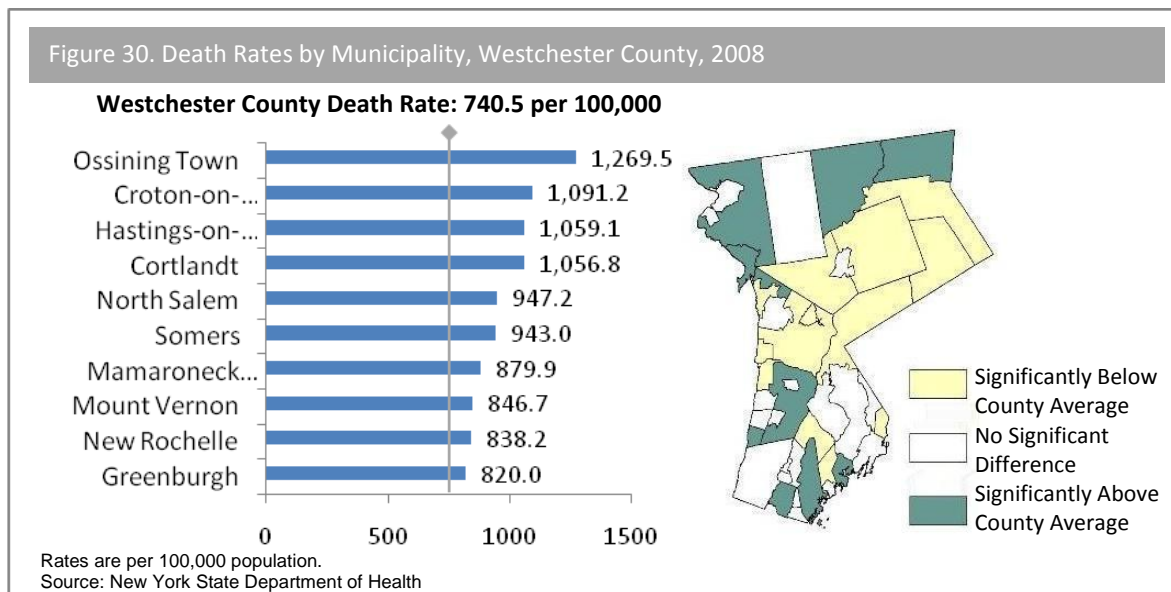 Figure 30. Death Rates by Municipality, Westchester County, 2008
Westchester County Death Rate: 740.5 per 100,000
Ossining Town 1,269.5
Croton-on-... 1,091.2
Hastings-on-... 1,059.1
Cortlandt 1,056.8
North Salem 947.2
Somers 943.0
Mamaroneck ... 879.9
Mount Vernon 846.7
New Rochelle 838.2
Greenburgh 820.0
0 500 1000 1500
Significantly Below
County Average
No Significant
Difference
Significantly Above
County Average
Rates are per 100,000 population.
Source: New York State Department of Health